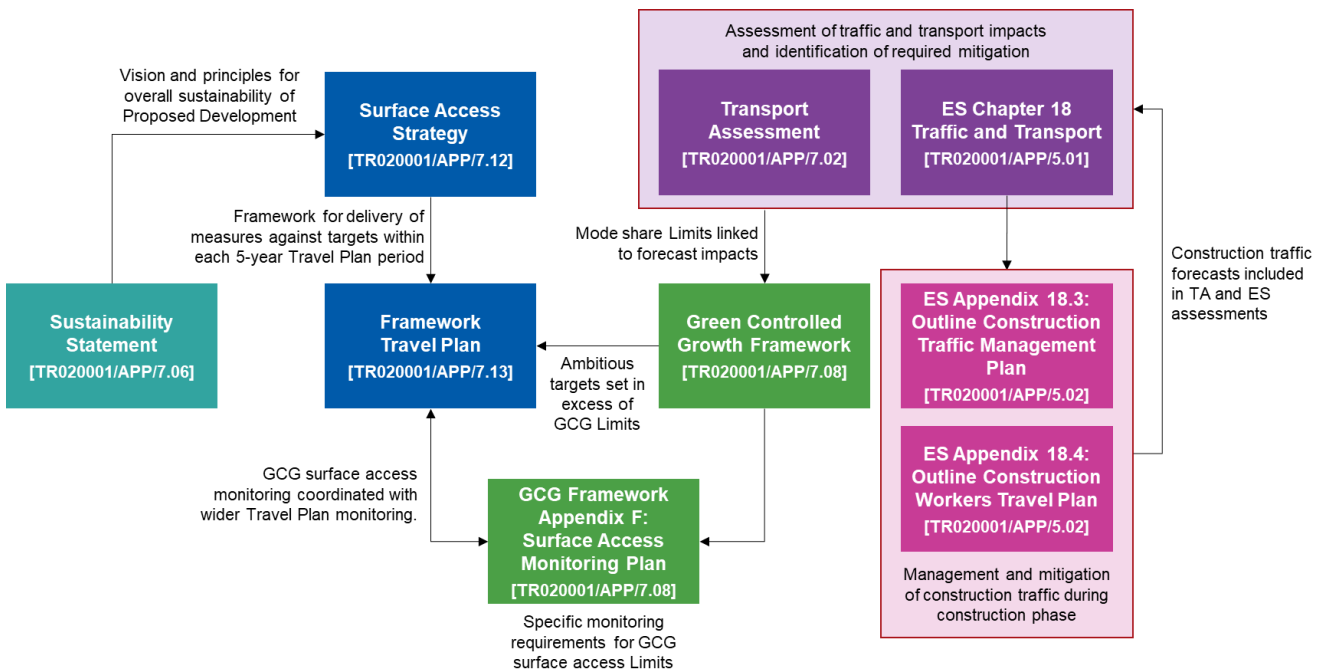 Assessment of traffic and transport impacts
and identification of required mitigation
Vision and principles for
overall sustainability of
Proposed Development
Surface Access
Strategy
[TR020001/APP/7.12]
Transport
Assessment
[TR020001/APP/7.02]
ES Chapter 18
Traffic and Transport
[TR020001/APP/5.01]
Framework for delivery of
measures against targets within
each 5-year Travel Plan period
Mode share Limits linked
to forecast impacts
Construction traffic
forecasts included
in TA and ES
assessments
Sustainability
Statement
[TR020001/APP/7.06]
Framework
Travel Plan
[TR020001/APP/7.13]
Ambitious
targets set in
excess of
GCG Limits
Green Controlled
Growth Framework
[TR020001/APP/7.08]
ES Appendix 18.3:
Outline Construction
Traffic Management
Plan
[TR020001/APP/5.02]
ES Appendix 18.4:
Outline Construction
Workers Travel Plan
[TR020001/APP/5.02]
GCG surface access
monitoring coordinated with
wider Travel Plan monitoring.
GCG Framework
Appendix F:
Surface Access
Monitoring Plan
[TR020001/APP/7.08]
Management and mitigation
of construction traffic during
construction phase
Specific monitoring
requirements for GCG
surface access Limits